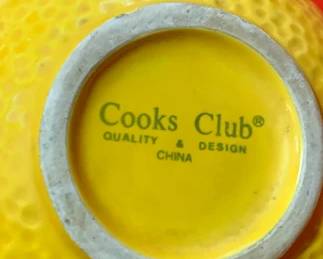 Cooks Club®
QUALITY & DESIGN
CHINA